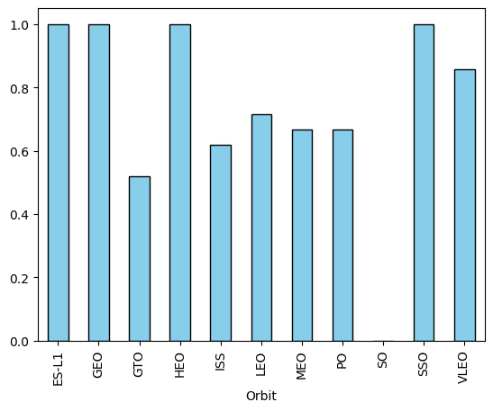 1.0
0.8
0.6
0.4
0.2
0.0
ES-L1
GEO
GTO
HEO
ISS
LEO
MEO
PO
SO
SSO
VLEO
Orbit